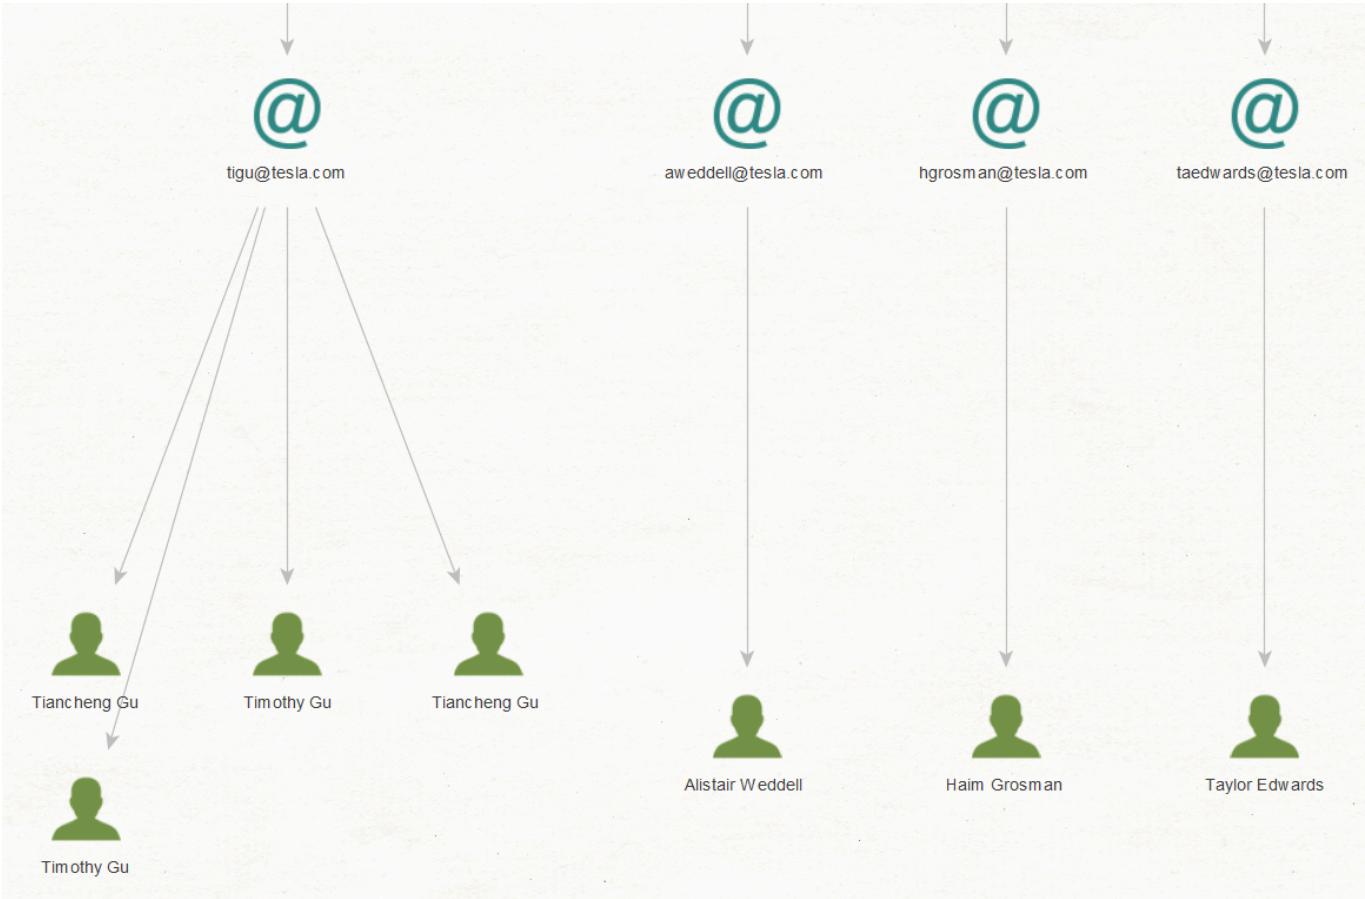 @ @ @ @
tigu@tesla.com aweddell@tesla.com hgrosman@tesla.com taedwards@tesla.com
Tiancheng Gu Timothy Gu Tiancheng Gu
Alistair Weddell Haim Grosman Taylor Edwards
Timothy Gu